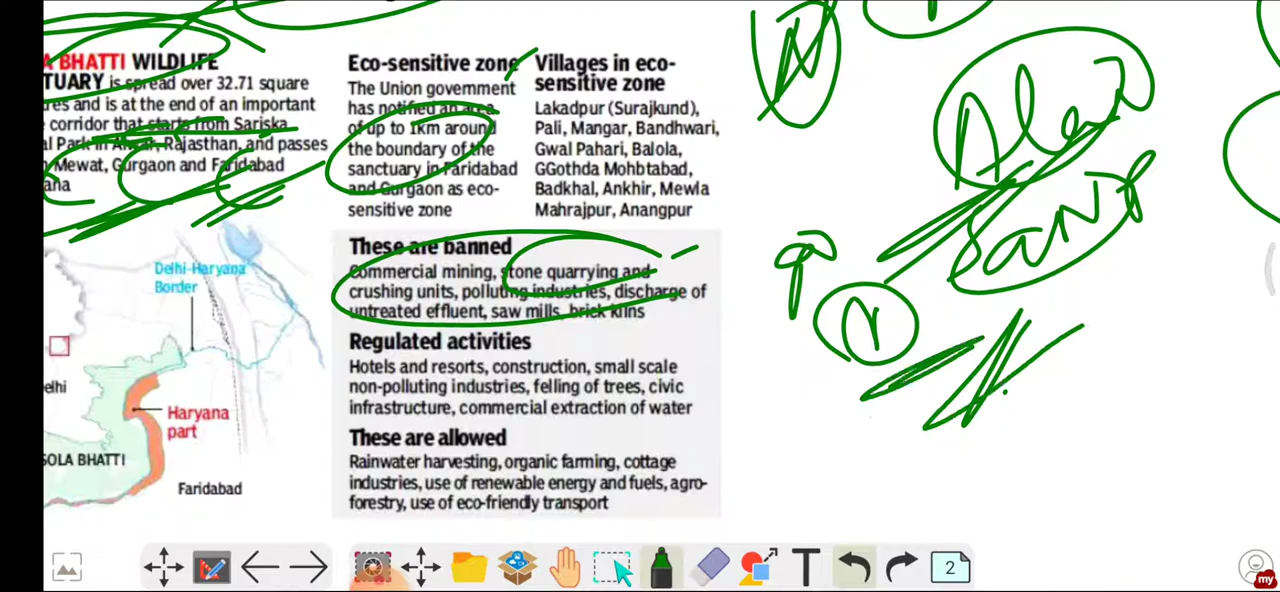 A BHATTI WILDLIFE
TUARY is spread over 32.71 square
res and is at the end of an important
corridor that starts from Sariska
al Park in Alwar, Rajasthan, and passes
Mewat, Gurgaon and Faridabad
ana
Eco-sensitive zone
The Union government
has notified an area
of up to 1km around
the boundary of the
sanctuary in Faridabad
and Gurgaon as eco-
sensitive zone
Villages in eco-
sensitive zone
Lakadpur (Surajkund),
Pali, Mangar, Bandhwari,
Gwal Pahari, Balola,
GGothda Mohbtabad,
Badkhal, Ankhir, Mewla
Mahrajpur, Anangpur
These are banned
Commercial mining, stone quarrying and
crushing units, polluting industries, discharge of
untreated effluent, saw mills, brick kilns
Regulated activities
Hotels and resorts, construction, small scale
non-polluting industries, felling of trees, civic
infrastructure, commercial extraction of water
These are allowed
Rainwater harvesting, organic farming, cottage
industries, use of renewable energy and fuels, agro-
forestry, use of eco-friendly transport
Delhi-Haryana
Border
elhi
Haryana
part
SOLA BHATTI
Faridabad
T
2
my